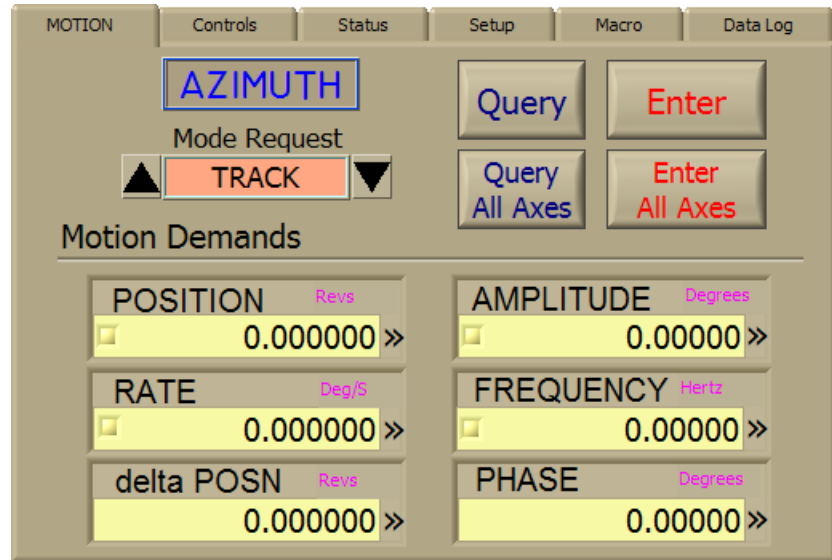 MOTION Controls Status Setup Macro Data Log
AZIMUTH
Query
Enter
Mode Request
TRACK
Query
All Axes
Enter
All Axes
Motion Demands
POSITION Revs
0.000000 »
AMPLITUDE Degrees
0.00000 »
RATE Deg/S
0.000000 »
FREQUENCY Hertz
0.00000 »
delta POSN Revs
0.000000 »
PHASE Degrees
0.00000 »